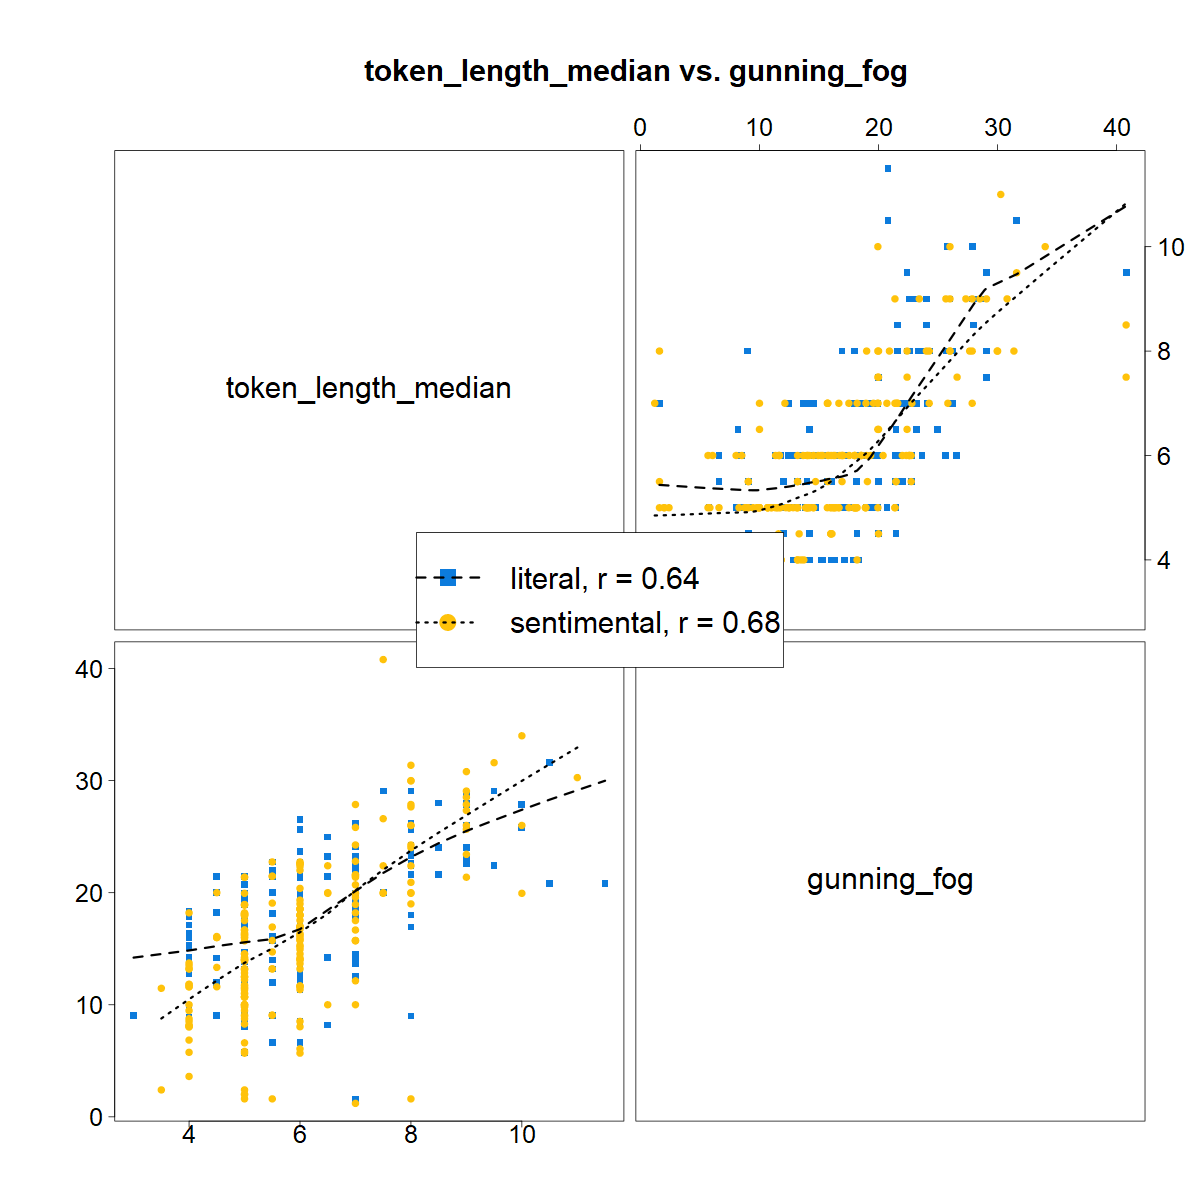 token_length_median vs. gunning_fog
0 10 20 30 40
token_length_median
10
8
6
4
literal, r = 0.64
sentimental, r = 0.68
40
30
20
10
0
gunning_fog
4 6 8 10